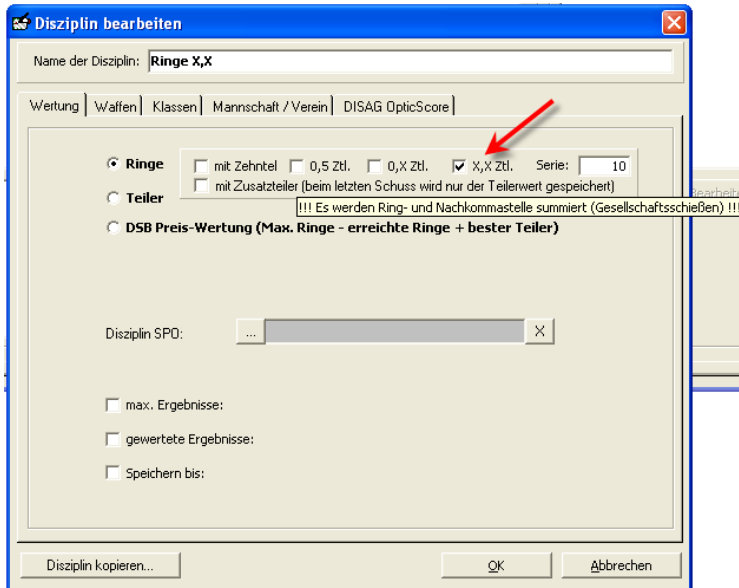 Disziplin bearbeiten
Name der Disziplin: Ringe X,X
Wertung Waffen Klassen Mannschaft / Verein DISAG OpticScore
Ringe mit Zehntel 0,5 Ztl. 0,X Ztl. X,X Ztl. Serie: 10
mit Zusatzteiler (beim letzten Schuss wird nur der Teilerwert gespeichert)
Teiler
!!! Es werden Ring- und Nachkommastelle summiert (Gesellschaftsschießen) !!!
DSB Preis-Wertung (Max. Ringe - erreichte Ringe + bester Teiler)
Disziplin SPO: ... X
max. Ergebnisse:
gewertete Ergebnisse:
Speichern bis:
Disziplin kopieren... OK Abbrechen